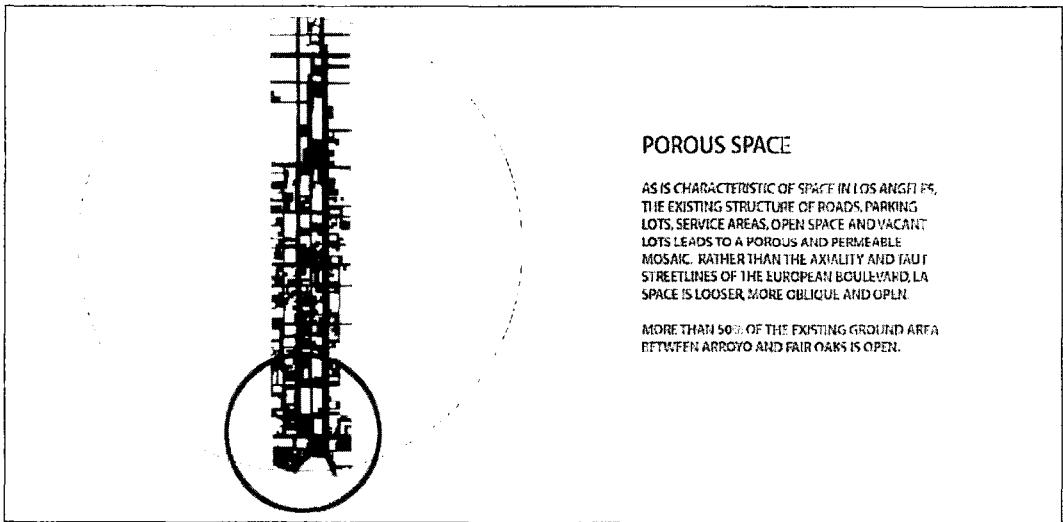 POROUS SPACE
AS IS CHARACTERISTIC OF SPACE IN LOS ANGELES,
THE EXISTING STRUCTURE OF ROADS, PARKING
LOTS, SERVICE AREAS, OPEN SPACE AND VACANT
LOTS LEADS TO A POROUS AND PERMEABLE
MOSAIC. RATHER THAN THE AXIALITY AND TAUT
STREETLINES OF THE EUROPEAN BOULEVARD, LA
SPACE IS LOOSER, MORE OBLIQUE AND OPEN.
MORE THAN 50% OF THE EXISTING GROUND AREA
BETWEEN ARROYO AND FAIR OAKS IS OPEN.